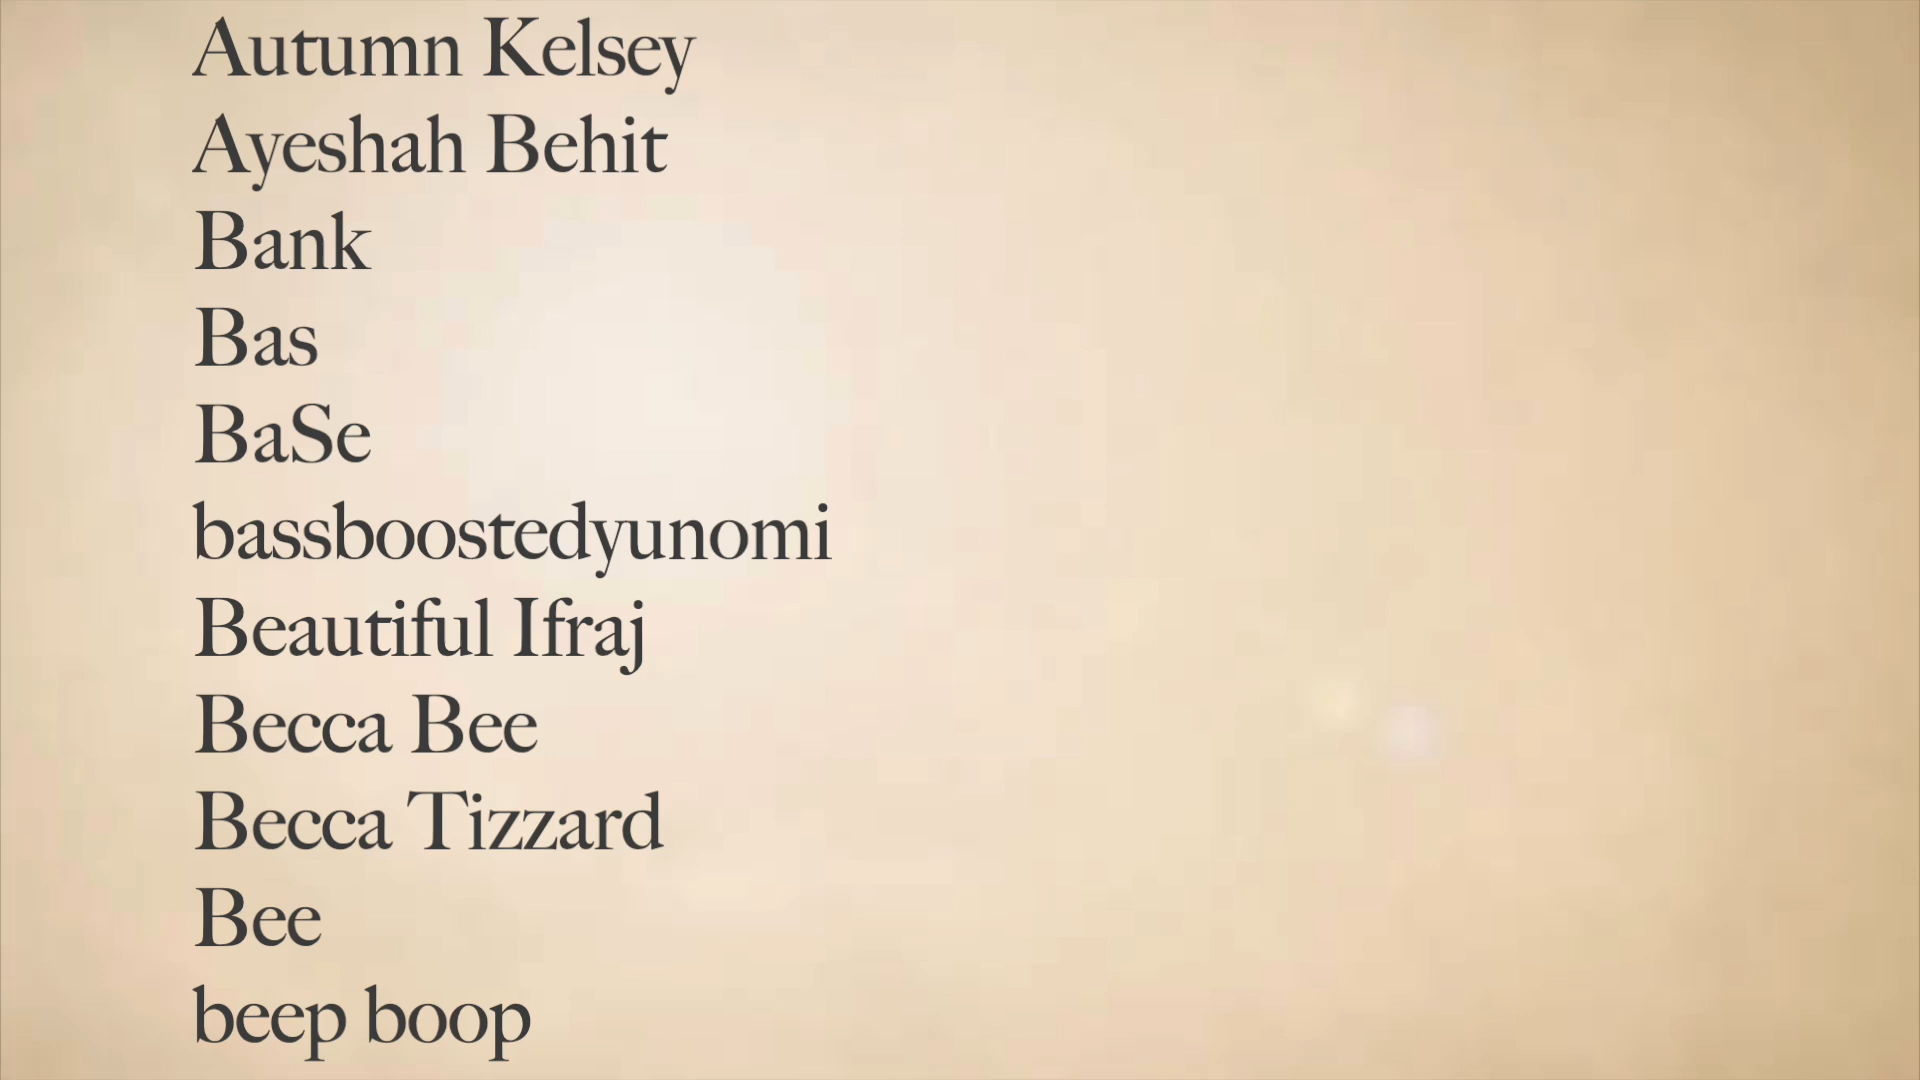 Autumn Kelsey
Ayeshah Behit
Bank
Bas
BaSe
bassboostedyunomi
Beautiful Ifraj
Becca Bee
Becca Tizzard
Bee
beep boop